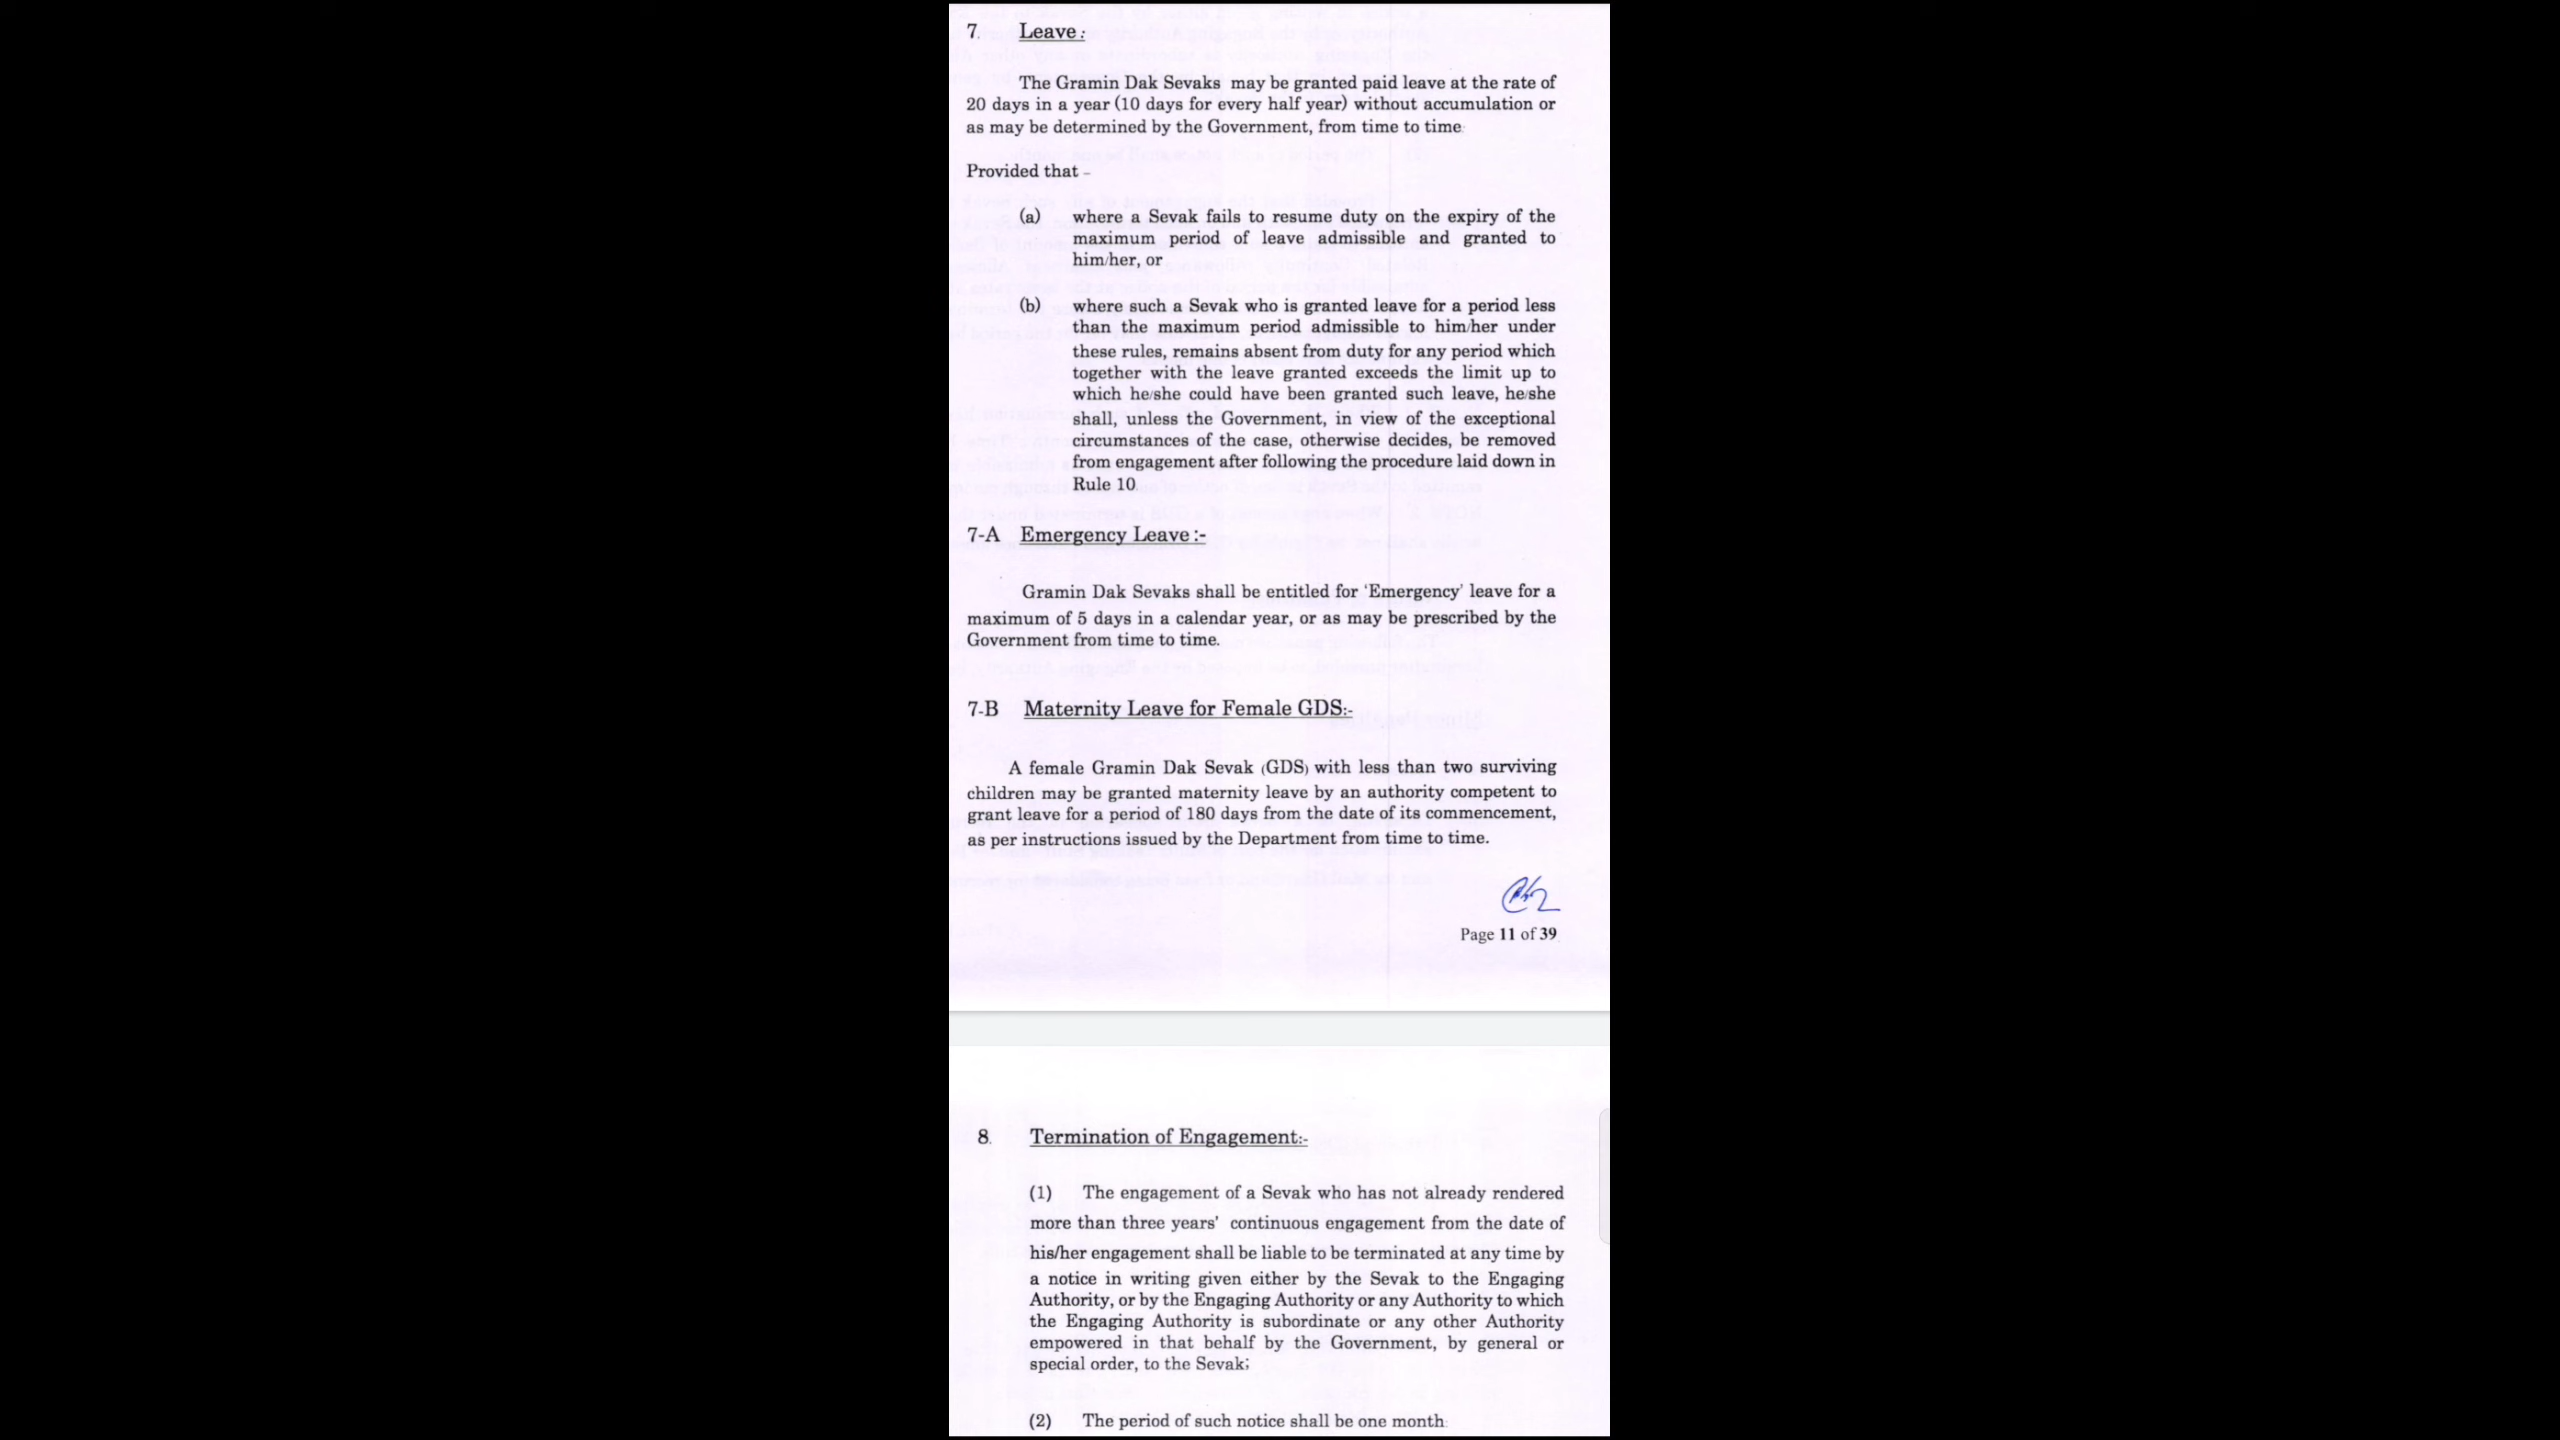 7. Leave :
The Gramin Dak Sevaks may be granted paid leave at the rate of
20 days in a year (10 days for every half year) without accumulation or
as may be determined by the Government, from time to time:
Provided that -
(a) where a Sevak fails to resume duty on the expiry of the
maximum period of leave admissible and granted to
him/her, or
(b) where such a Sevak who is granted leave for a period less
than the maximum period admissible to him/her under
these rules, remains absent from duty for any period which
together with the leave granted exceeds the limit up to
which he/she could have been granted such leave, he/she
shall, unless the Government, in view of the exceptional
circumstances of the case, otherwise decides, be removed
from engagement after following the procedure laid down in
Rule 10
7-A Emergency Leave :-
Gramin Dak Sevaks shall be entitled for 'Emergency' leave for a
maximum of 5 days in a calendar year, or as may be prescribed by the
Government from time to time.
7-B Maternity Leave for Female GDS:-
A female Gramin Dak Sevak (GDS) with less than two surviving
children may be granted maternity leave by an authority competent to
grant leave for a period of 180 days from the date of its commencement,
as per instructions issued by the Department from time to time.
Page 11 of 39
8. Termination of Engagement:-
(1) The engagement of a Sevak who has not already rendered
more than three years' continuous engagement from the date of
his/her engagement shall be liable to be terminated at any time by
a notice in writing given either by the Sevak to the Engaging
Authority, or by the Engaging Authority or any Authority to which
the Engaging Authority is subordinate or any other Authority
empowered in that behalf by the Government, by general or
special order, to the Sevak;
(2) The period of such notice shall be one month: